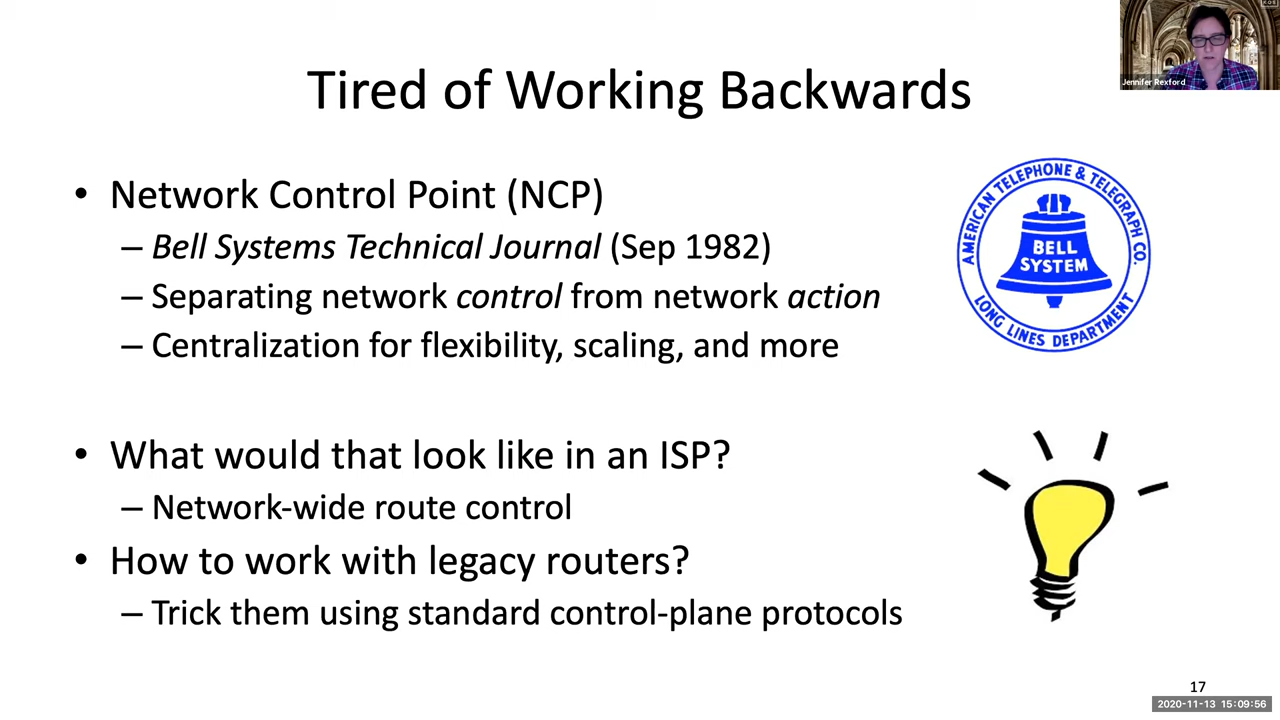 Jennifer Rexford
Tired of Working Backwards
• Network Control Point (NCP)
– Bell Systems Technical Journal (Sep 1982)
– Separating network control from network action
– Centralization for flexibility, scaling, and more
AMERICAN TELEPHONE & TELEGRAPH CO.
BELL
SYSTEM
LONG LINES DEPARTMENT
• What would that look like in an ISP?
– Network-wide route control
• How to work with legacy routers?
– Trick them using standard control-plane protocols
17
2020-11-13 15:09:56